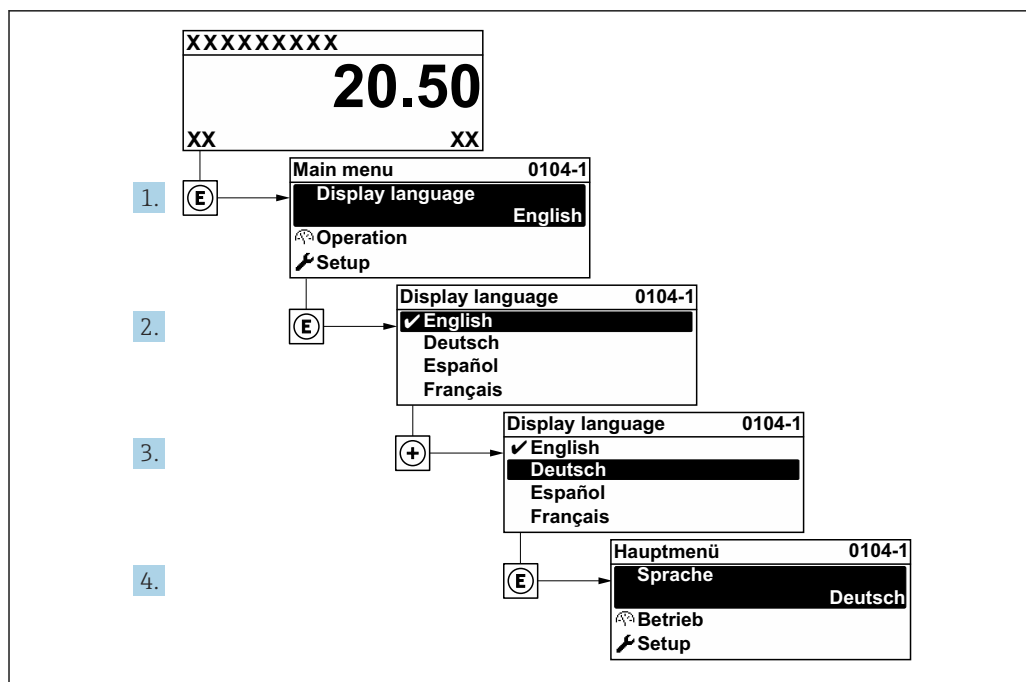 XXXXXXXXX
20.50
XX XX
1. E Main menu 0104-1
Display language
English
Operation
Setup
2. E Display language 0104-1
✔ English
Deutsch
Español
Français
3. + Display language 0104-1
✔ English
Deutsch
Español
Français
4. E Hauptmenü 0104-1
Sprache
Deutsch
Betrieb
Setup